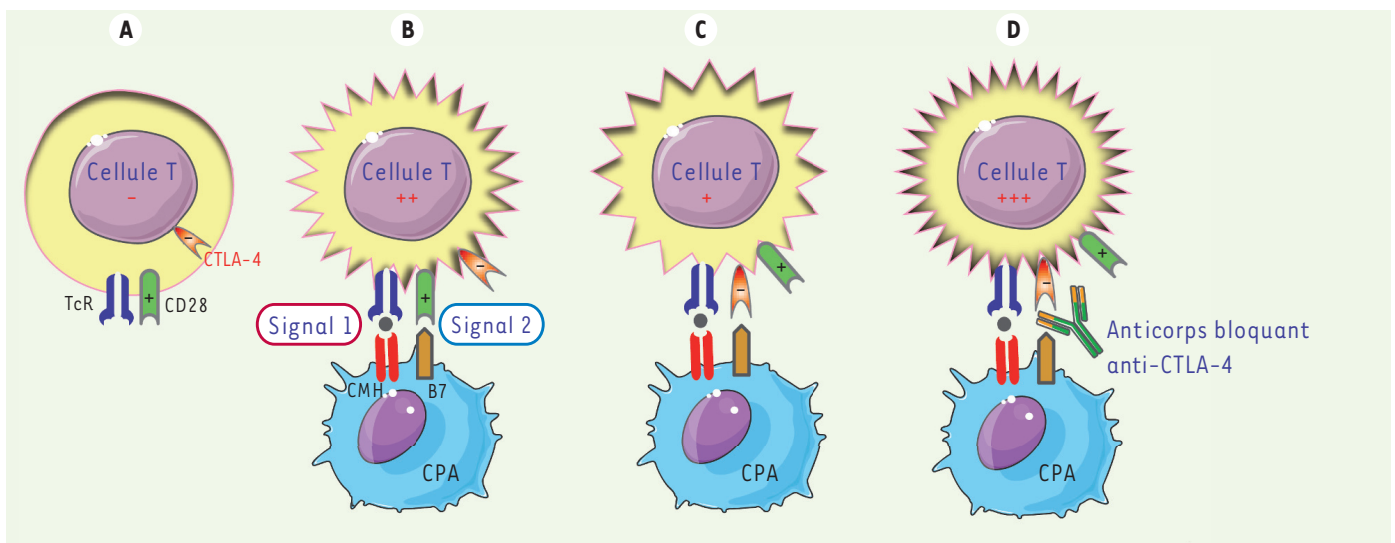 A
B
C
D
Cellule T
-
-
CTLA-4
TcR
+
CD28
Cellule T
++
-
+
Signal 1
Signal 2
CMH
B7
CPA
Cellule T
+
+
-
CPA
Cellule T
+++
+
-
Anticorps bloquant
anti-CTLA-4
CPA